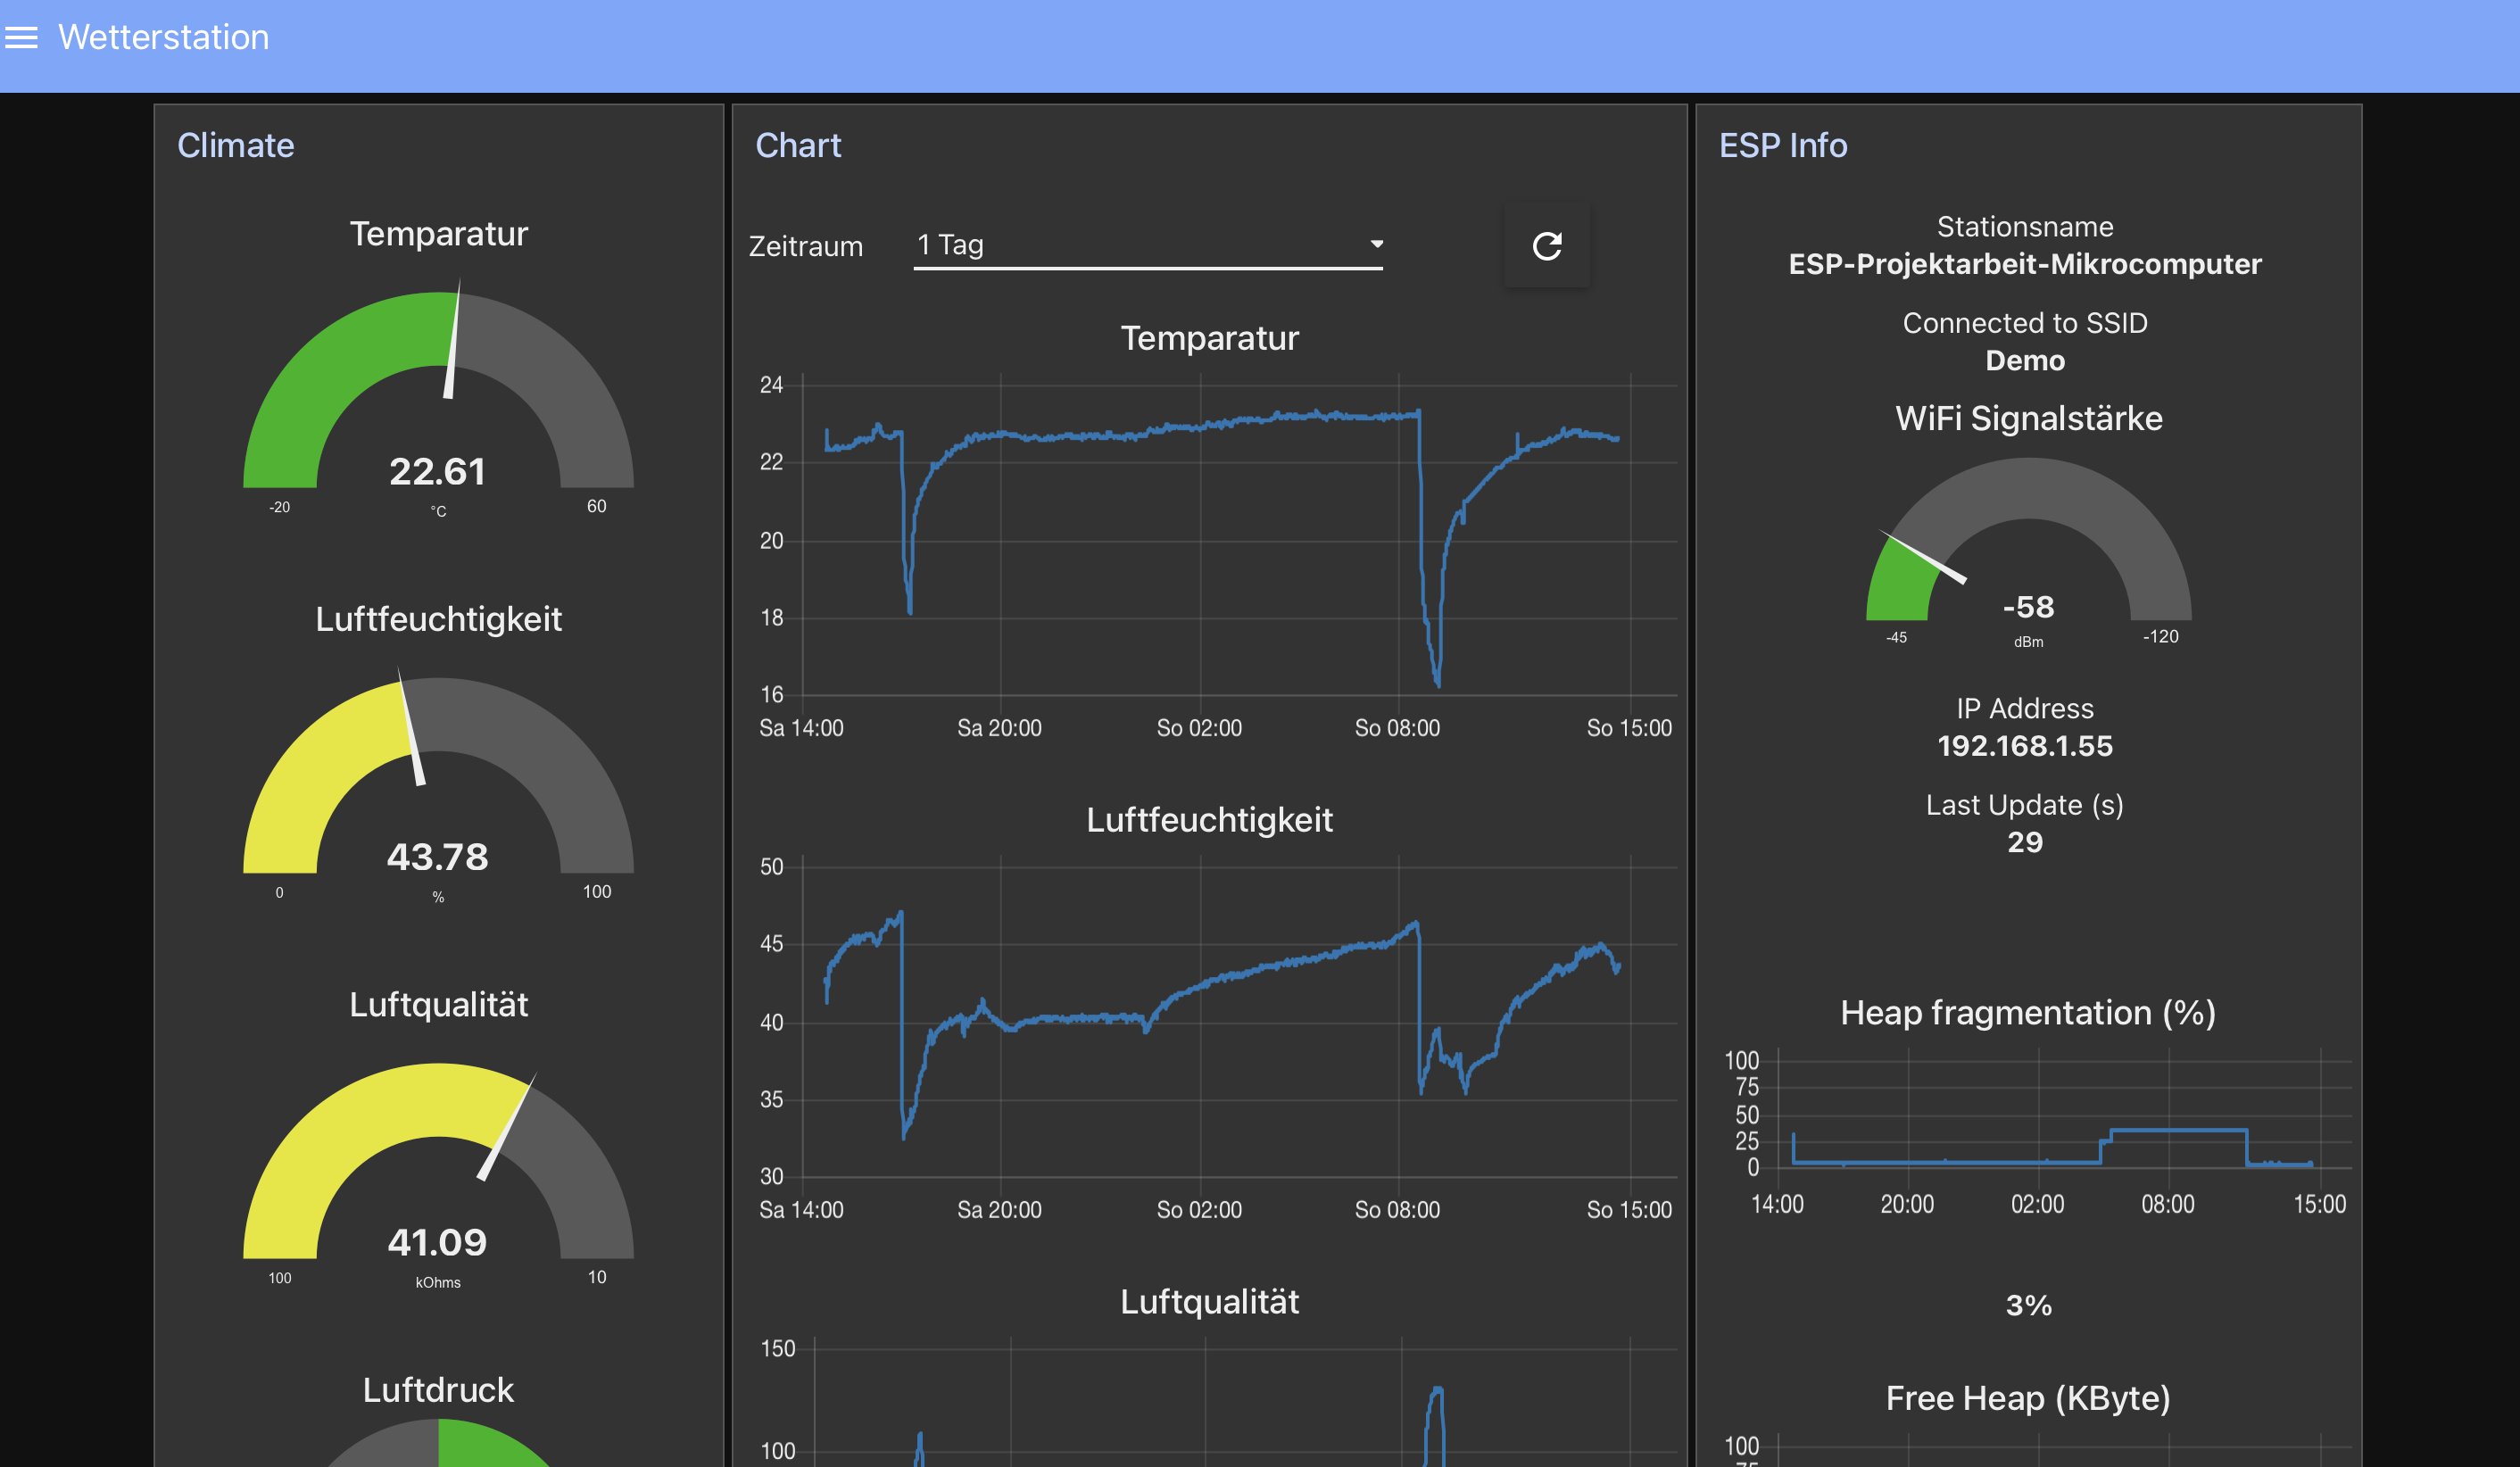 Wetterstation
Climate
Temparatur
22.61
-20
°C
60
Luftfeuchtigkeit
43.78
0
%
100
Luftqualität
41.09
100
kOhms
10
Luftdruck
Chart
Zeitraum
1 Tag
Temparatur
24
22
20
18
16
Sa 14:00 Sa 20:00 So 02:00 So 08:00 So 15:00
Luftfeuchtigkeit
50
45
40
35
30
Sa 14:00 Sa 20:00 So 02:00 So 08:00 So 15:00
Luftqualität
150
100
ESP Info
Stationsname
ESP-Projektarbeit-Mikrocomputer
Connected to SSID
Demo
WiFi Signalstärke
-58
-45
dBm
-120
IP Address
192.168.1.55
Last Update (s)
29
Heap fragmentation (%)
100
75
50
25
0
14:00 20:00 02:00 08:00 15:00
3%
Free Heap (KByte)
100